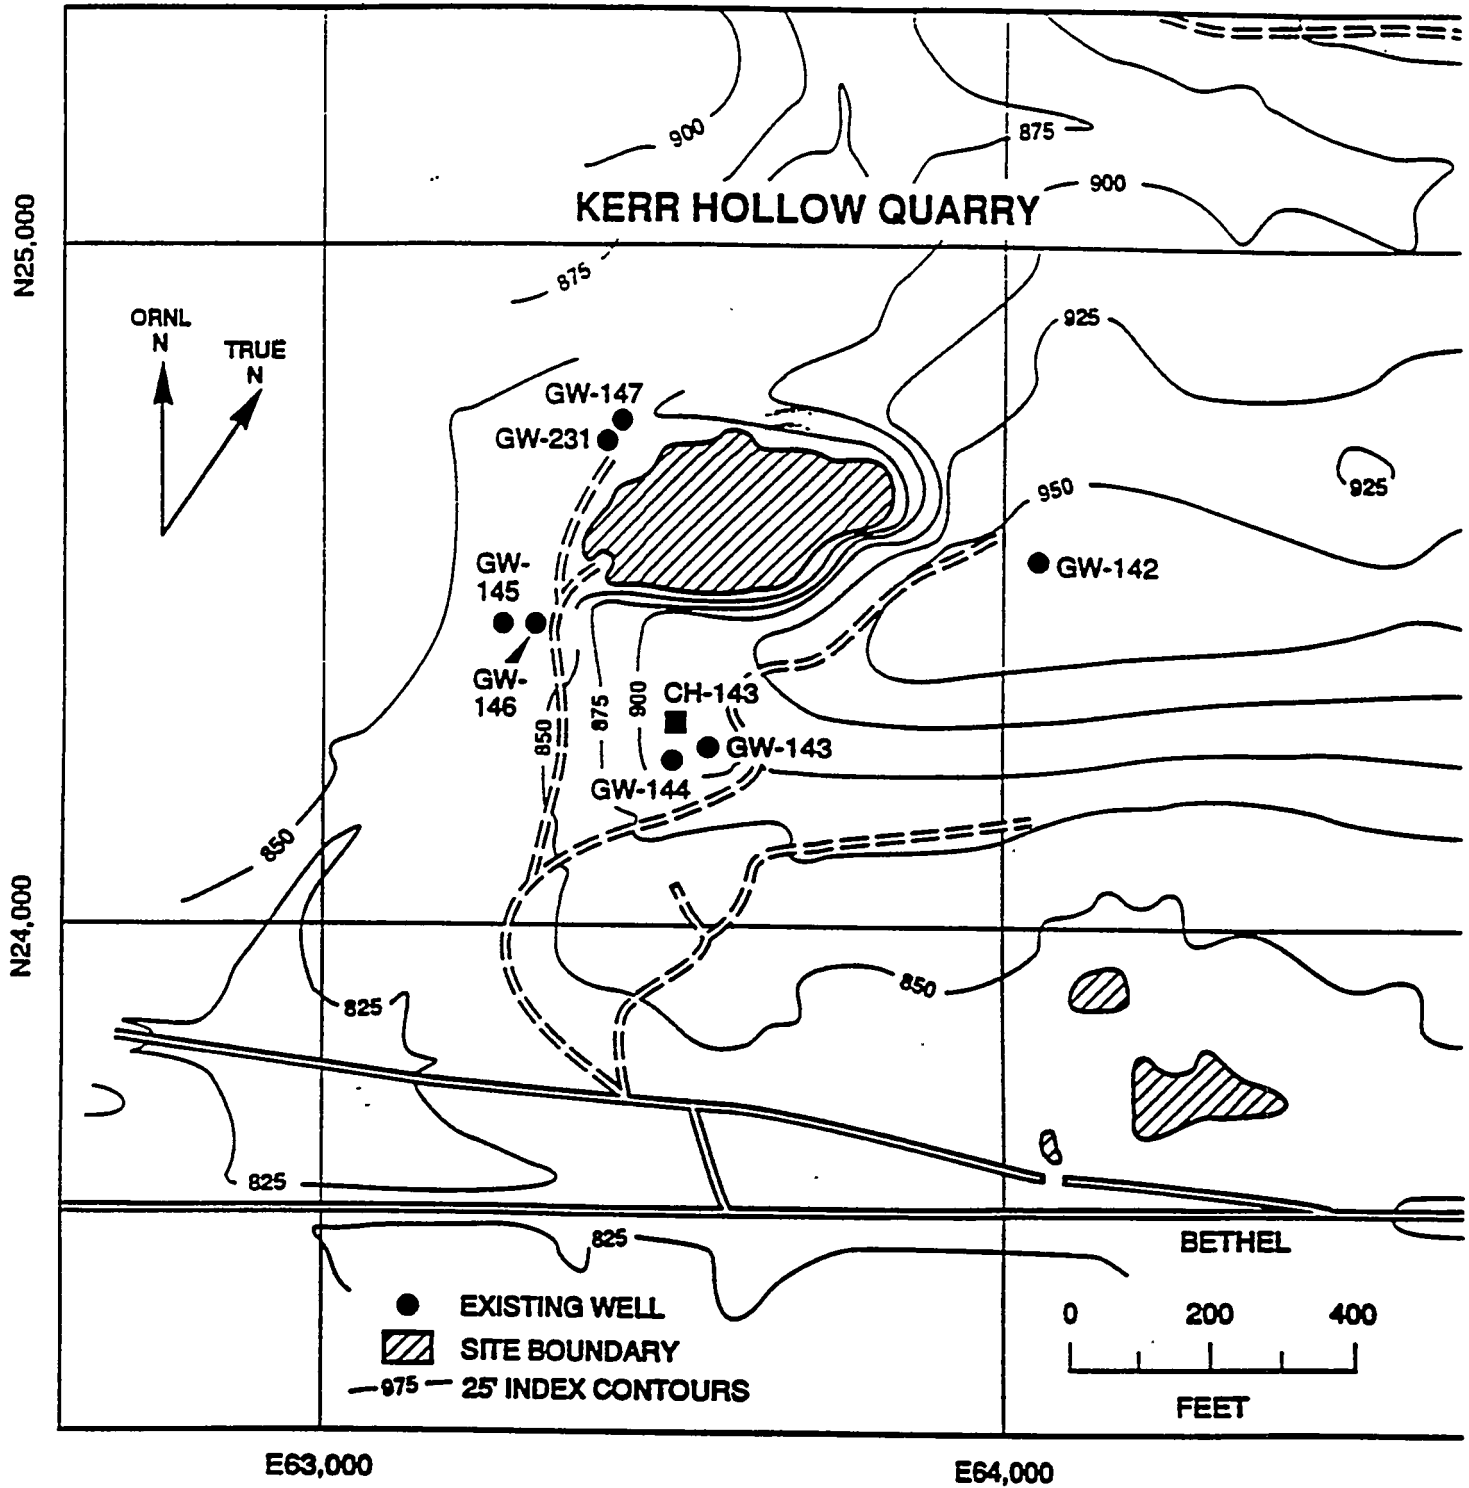 900
875
900
KERR HOLLOW QUARRY
N25,000
875
ORNL
N
TRUE
N
925
GW-147
GW-231
950
925
GW-
145
GW-142
GW-
146
CH-143
875
900
850
GW-143
GW-144
850
N24,000
850
825
825
825
BETHEL
EXISTING WELL
SITE BOUNDARY
975 25' INDEX CONTOURS
0 200 400
FEET
E63,000
E64,000